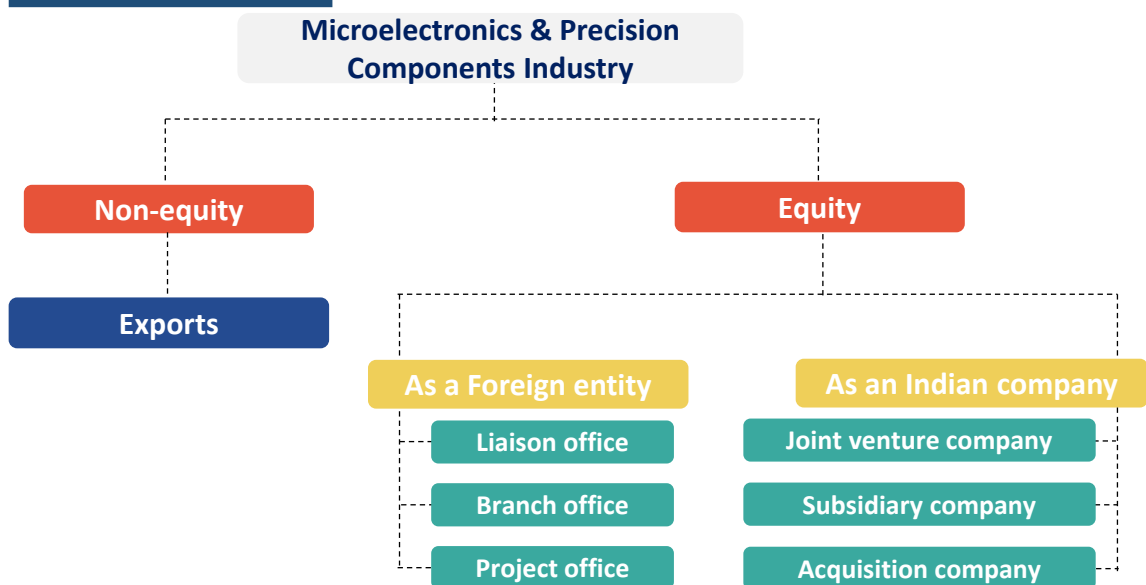 Microelectronics & Precision
Components Industry
Non-equity
Equity
Exports
As a Foreign entity
As an Indian company
Liaison office
Joint venture company
Branch office
Subsidiary company
Project office
Acquisition company